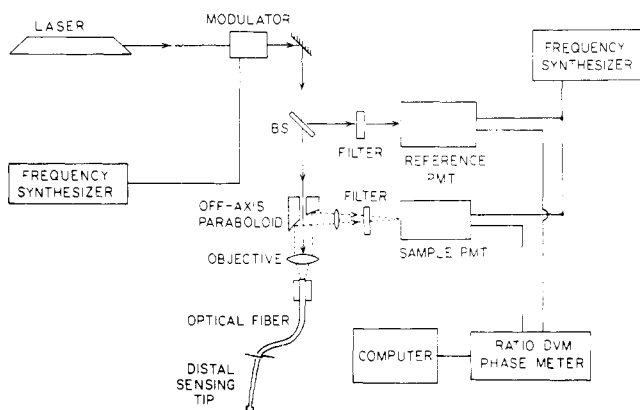 LASER
MODULATOR
FREQUENCY
SYNTHESIZER
BS
FILTER
REFERENCE
PMT
FREQUENCY
SYNTHESIZER
OFF-AXIS
PARABOLOID
FILTER
SAMPLE PMT
OBJECTIVE
OPTICAL FIBER
DISTAL
SENSING
TIP
COMPUTER
RATIO DVM
PHASE METER